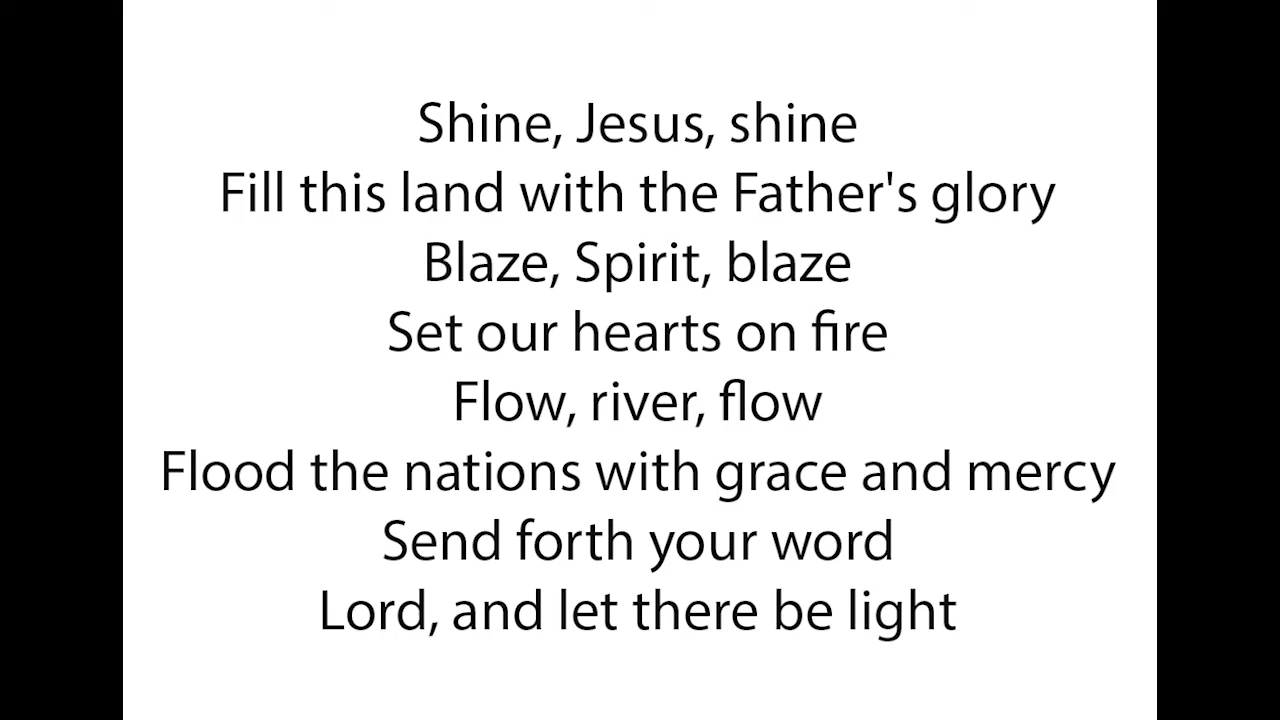 Shine, Jesus, shine
Fill this land with the Father's glory
Blaze, Spirit, blaze
Set our hearts on fire
Flow, river, flow
Flood the nations with grace and mercy
Send forth your word
Lord, and let there be light